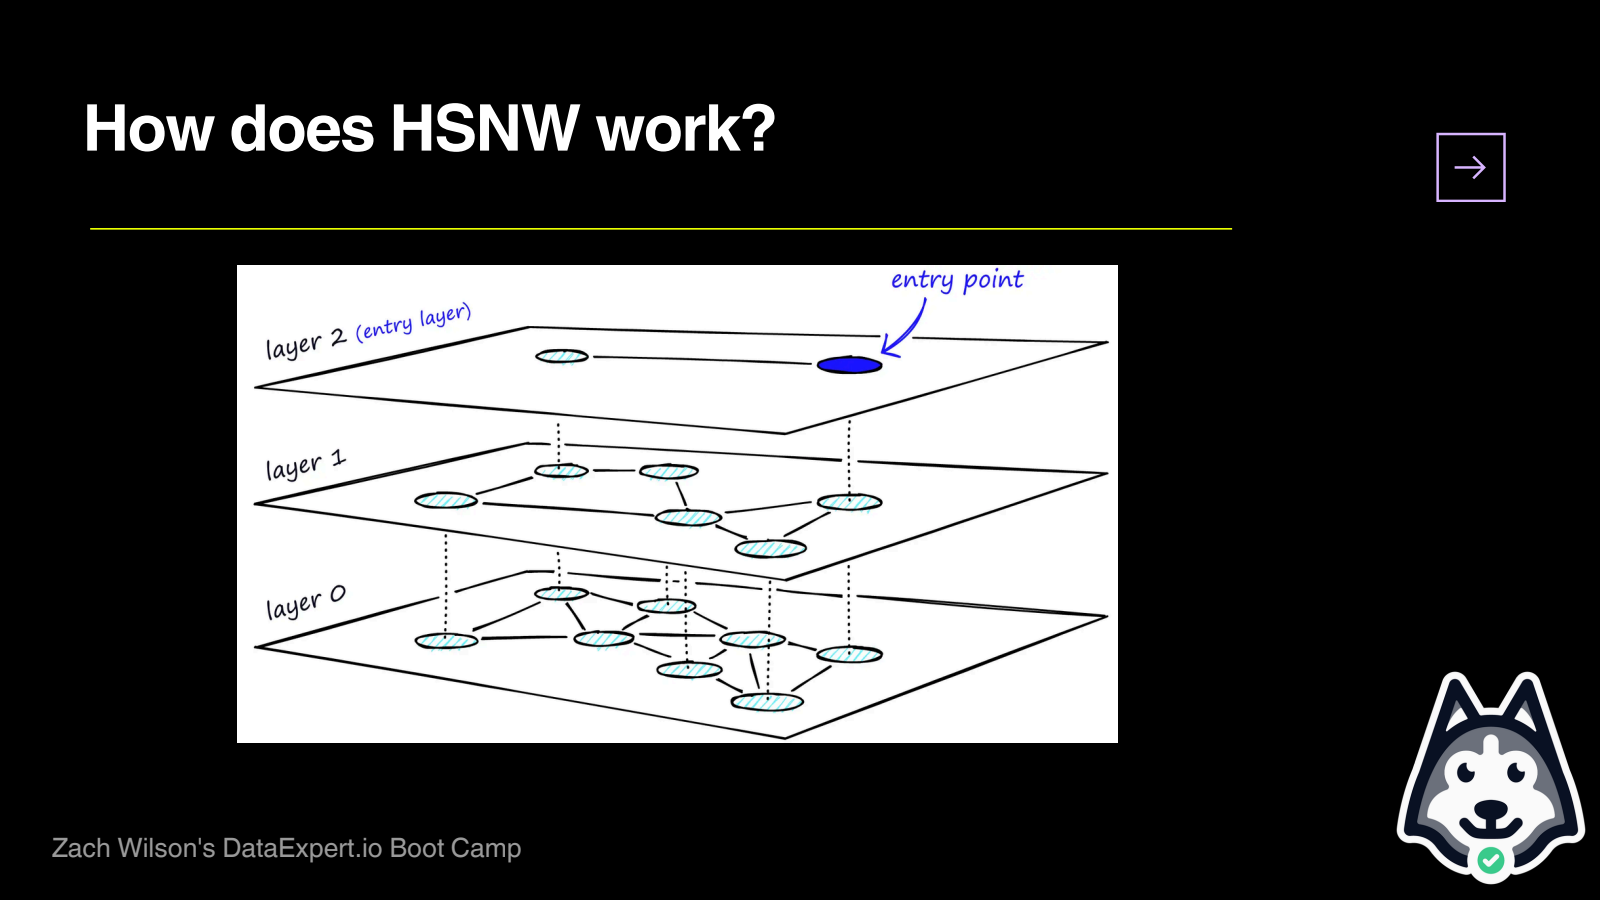 How does HSNW work?
entry point
layer 2 (entry layer)
layer 1
layer 0
Zach Wilson's DataExpert.io Boot Camp